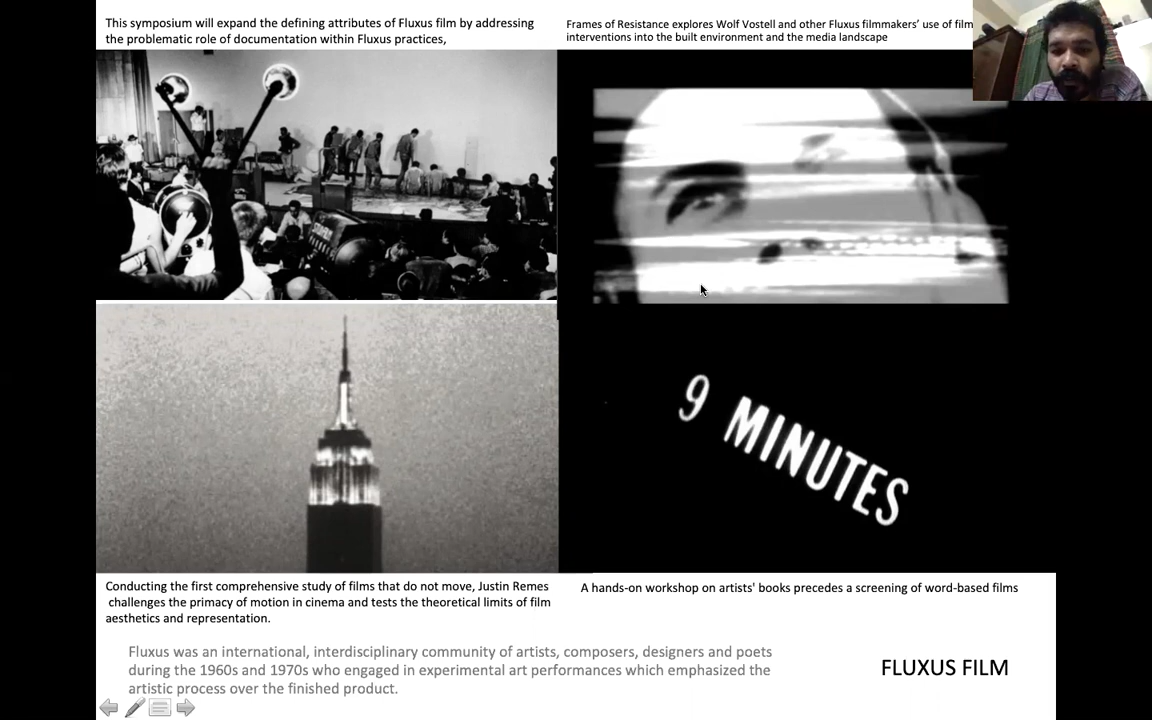 This symposium will expand the defining attributes of Fluxus film by addressing
the problematic role of documentation within Fluxus practices,
Frames of Resistance explores Wolf Vostell and other Fluxus filmmakers’ use of film
interventions into the built environment and the media landscape
9 MINUTES
Conducting the first comprehensive study of films that do not move, Justin Remes
challenges the primacy of motion in cinema and tests the theoretical limits of film
aesthetics and representation.
A hands-on workshop on artists' books precedes a screening of word-based films
Fluxus was an international, interdisciplinary community of artists, composers, designers and poets
during the 1960s and 1970s who engaged in experimental art performances which emphasized the
artistic process over the finished product.
FLUXUS FILM